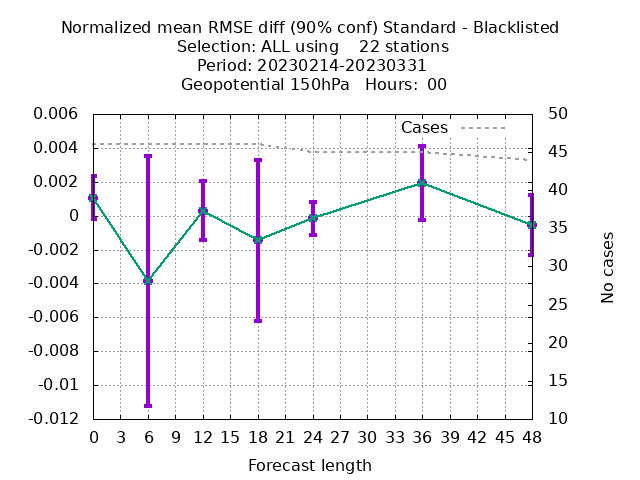 Normalized mean RMSE diff (90% conf) Standard - Blacklisted
Selection: ALL using    22 stations
Period: 20230214-20230331
Geopotential 150hPa   Hours:  00
0.006
0.004
0.002
0
-0.002
-0.004
-0.006
-0.008
-0.01
-0.012
Cases
50
45
40
35
30
25
20
15
10
No cases
0 3 6 9 12 15 18 21 24 27 30 33 36 39 42 45 48
Forecast length